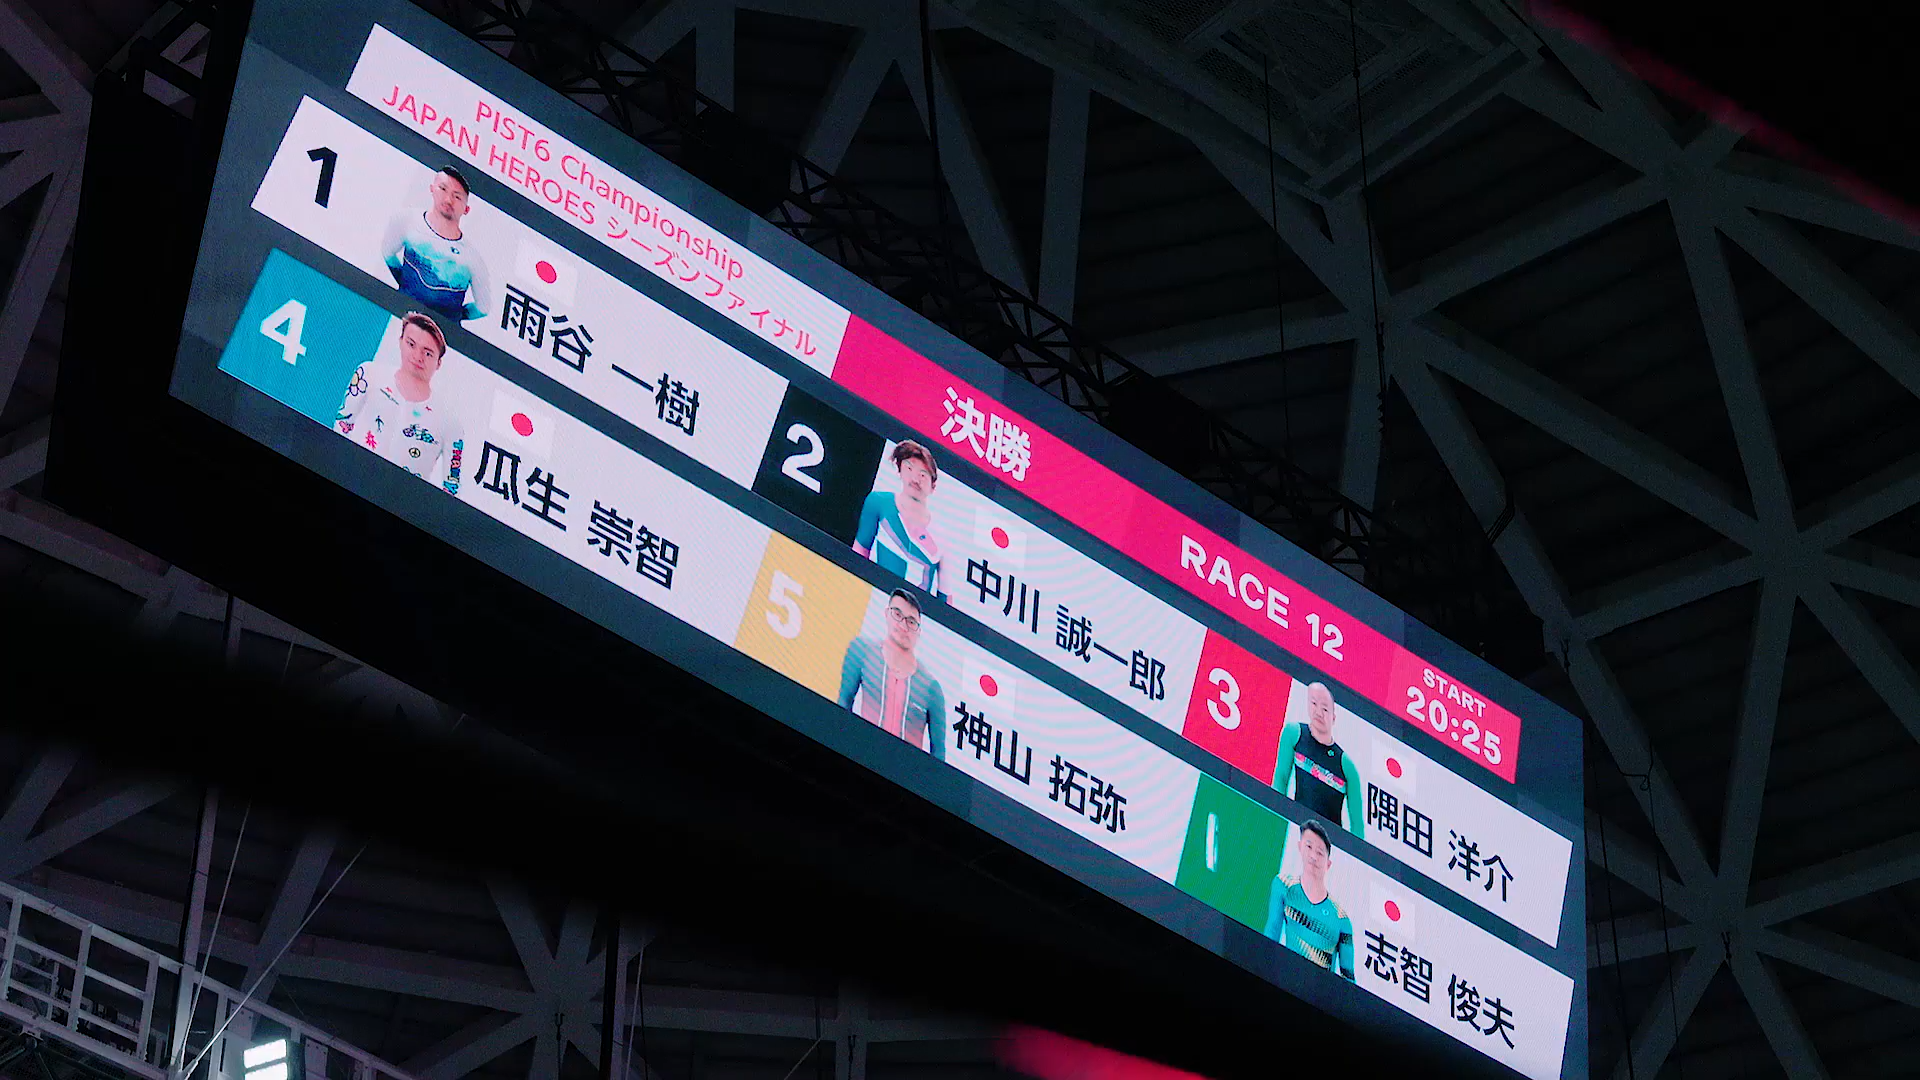 PIST6 Championship
JAPAN HEROES シーズンファイナル
決勝 RACE 12 START 20:25
1 雨谷 一樹
2 中川 誠一郎
3 隅田 洋介
4 瓜生 崇智
5 神山 拓弥
志智 俊夫